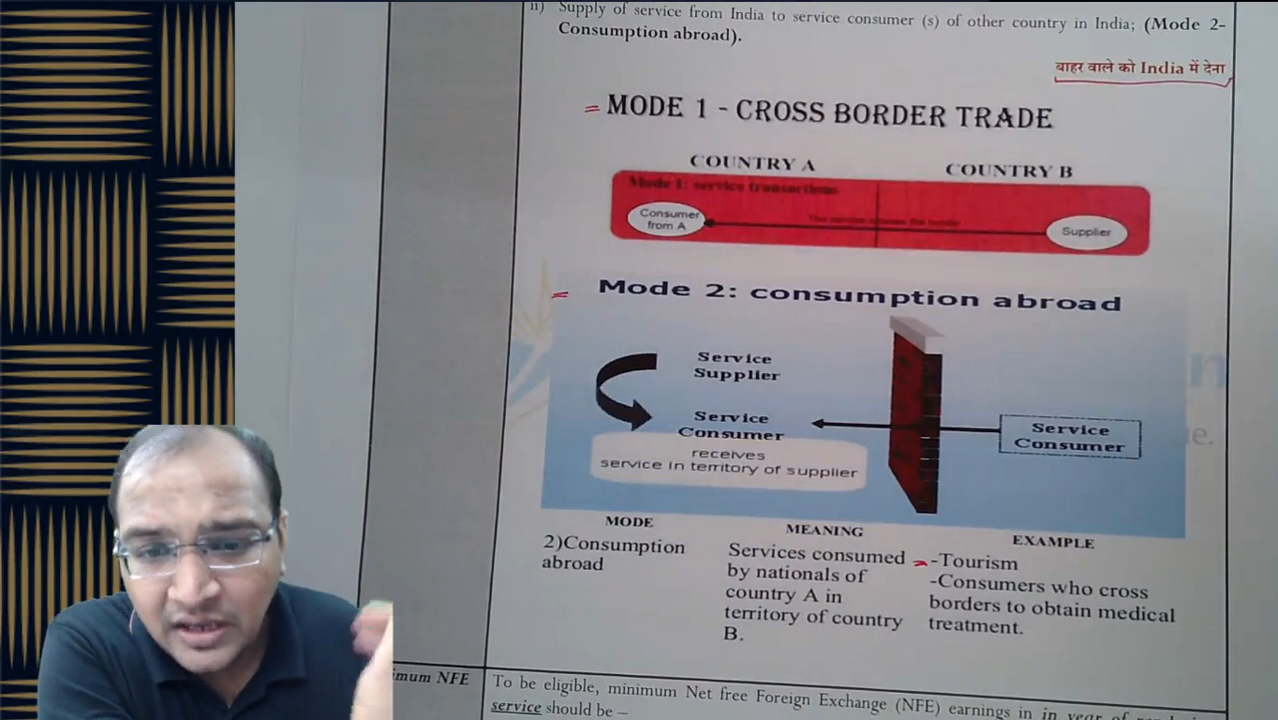 ii) Supply of service from India to service consumer (s) of other country in India; (Mode 2-
Consumption abroad).
बाहर वाले को India में देना
MODE 1 - CROSS BORDER TRADE
COUNTRY A
COUNTRY B
Mode 1: service transactions
Consumer
from A
Supplier
Mode 2: consumption abroad
Service
Supplier
Service
Consumer
receives
service in territory of supplier
Service
Consumer
MODE
MEANING
EXAMPLE
2)Consumption
abroad
Services consumed
by nationals of
country A in
territory of country
B.
-Tourism
-Consumers who cross
borders to obtain medical
treatment.
NFE
To be eligible, minimum Net free Foreign Exchange (NFE) earnings in in year of
service should be –